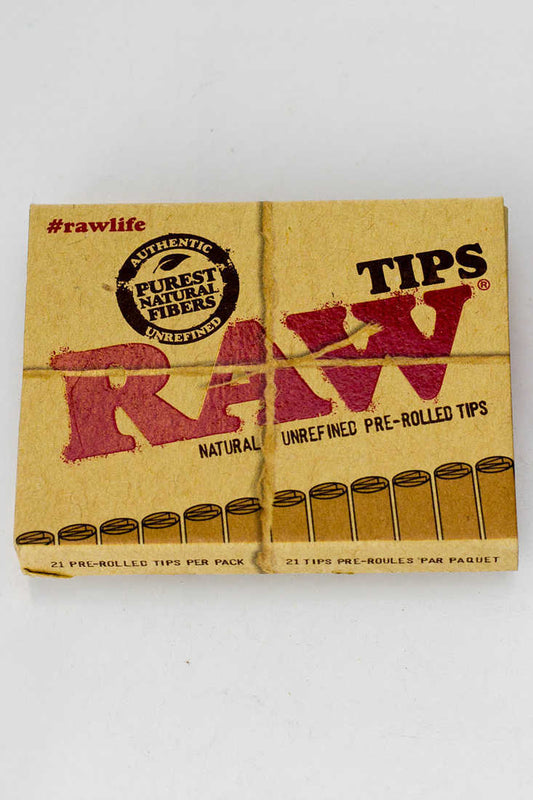 #rawlife
AUTHENTIC
PUREST
NATURAL
FIBERS
UNREFINED
TIPS
RAW®
NATURAL UNREFINED PRE-ROLLED TIPS
21 PRE-ROLLED TIPS PER PACK
21 TIPS PRE-ROULES PAR PAQUET